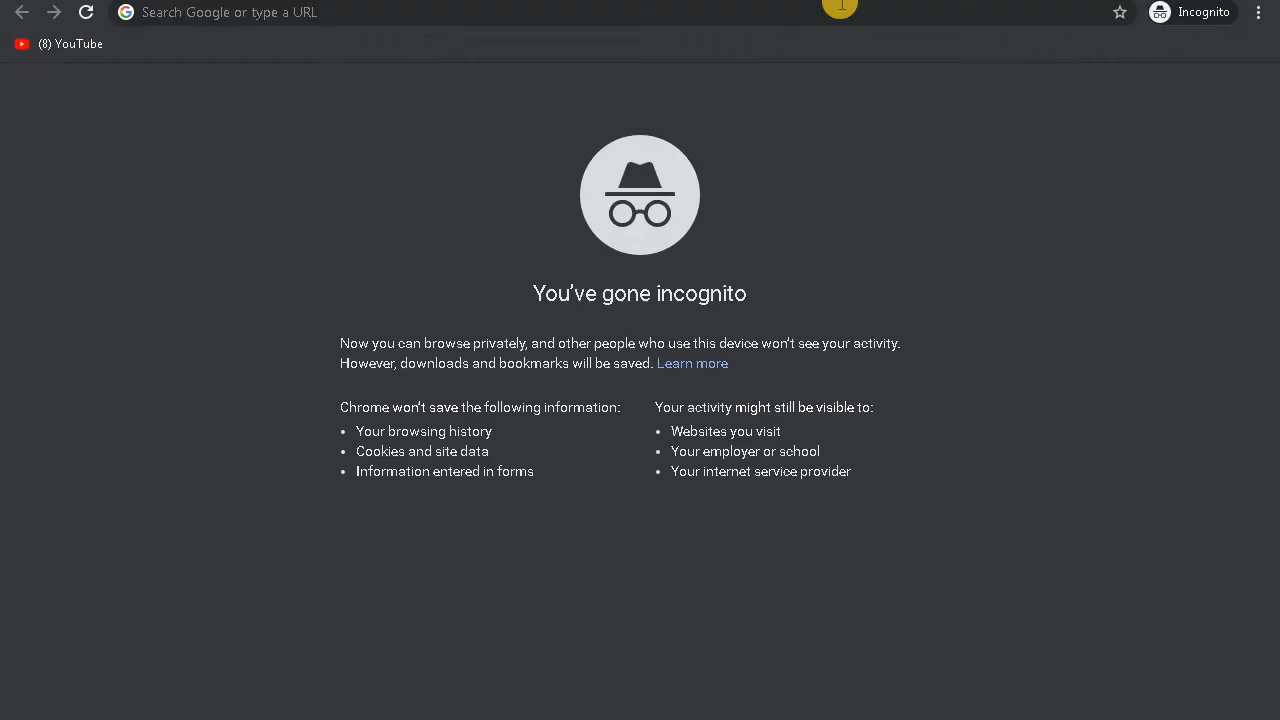 Search Google or type a URL
Incognito
(8) YouTube
You've gone incognito
Now you can browse privately, and other people who use this device won't see your activity.
However, downloads and bookmarks will be saved. Learn more
Chrome won't save the following information:
Your browsing history
Cookies and site data
Information entered in forms
Your activity might still be visible to:
Websites you visit
Your employer or school
Your internet service provider